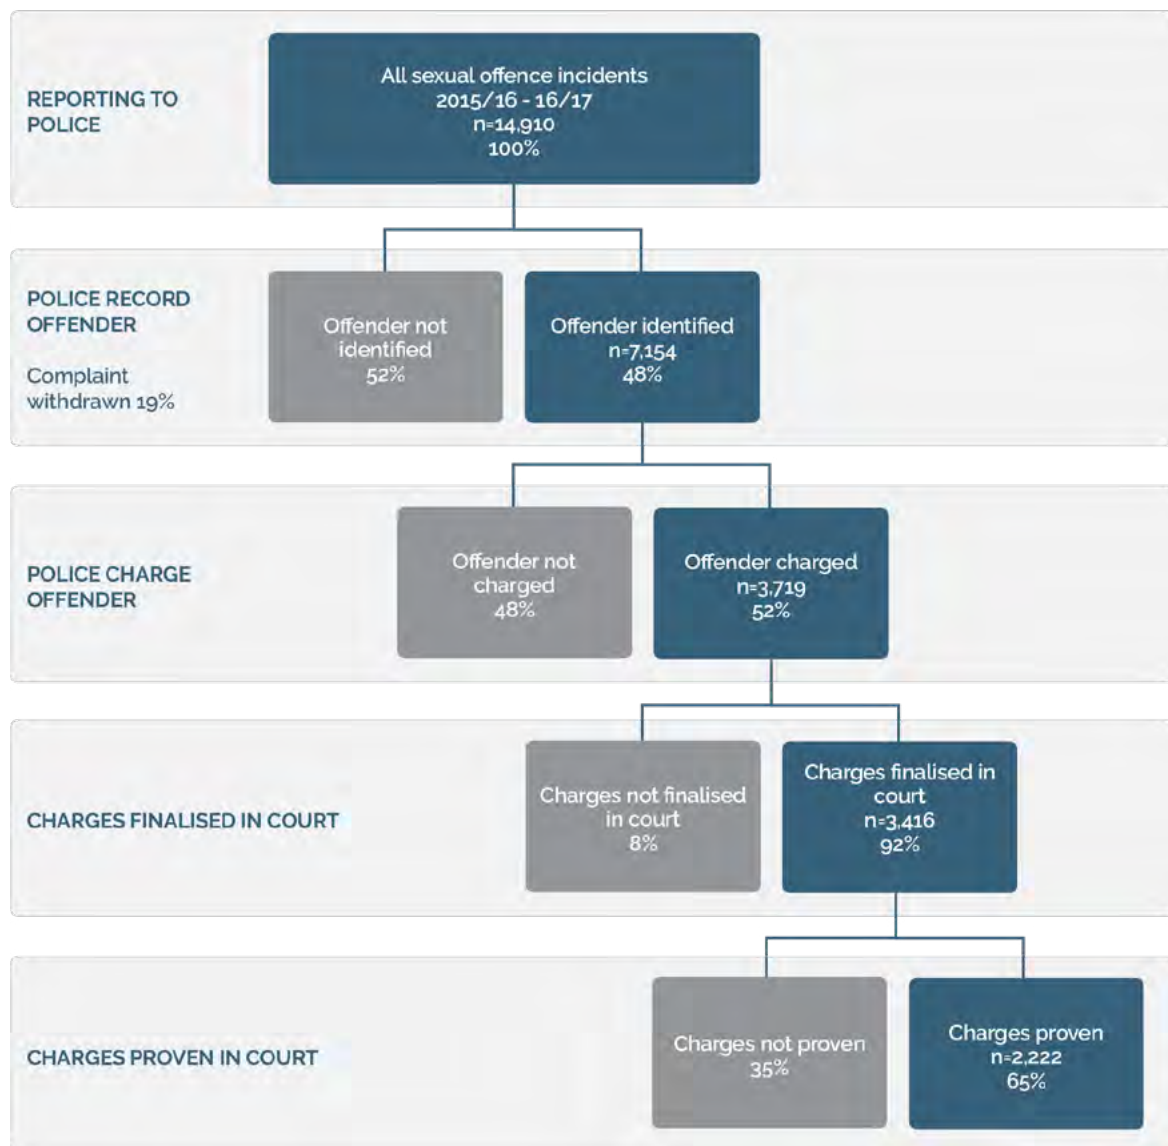 REPORTING TO
POLICE
All sexual offence incidents
2015/16 - 16/17
n=14,910
100%
POLICE RECORD
OFFENDER
Complaint
withdrawn 19%
Offender not
identified
52%
Offender identified
n=7,154
48%
POLICE CHARGE
OFFENDER
Offender not
charged
48%
Offender charged
n=3,719
52%
CHARGES FINALISED IN COURT
Charges not finalised
in court
8%
Charges finalised in
court
n=3,416
92%
CHARGES PROVEN IN COURT
Charges not proven
35%
Charges proven
n=2,222
65%